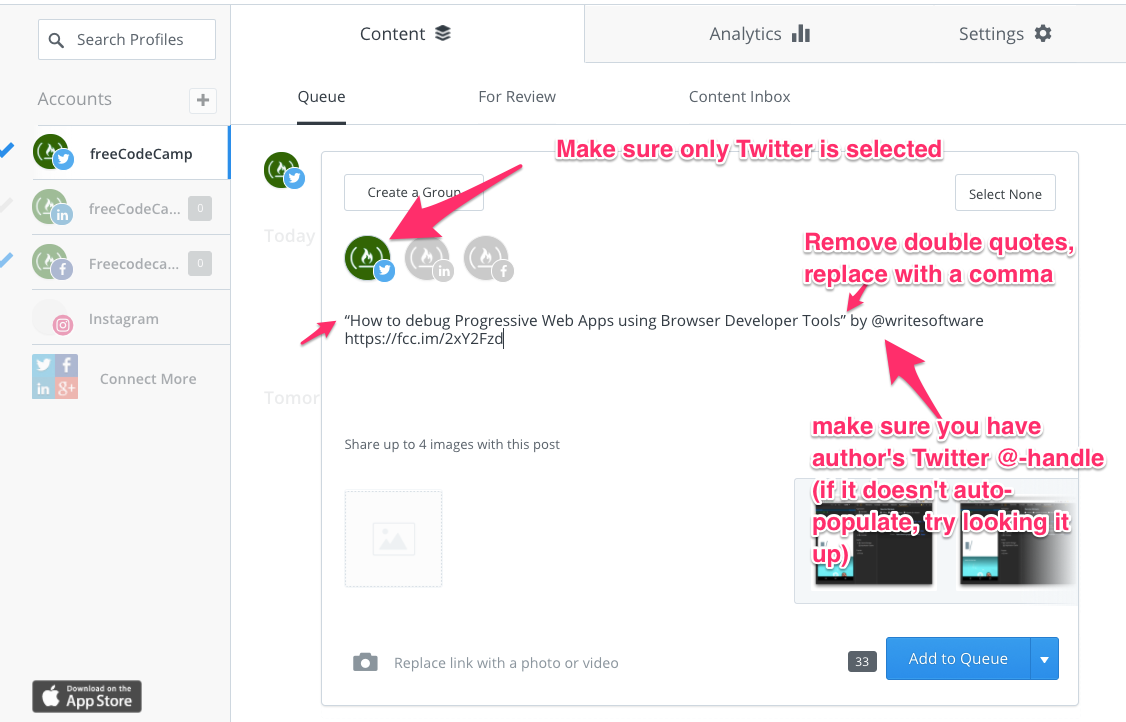 Search Profiles
Content
Analytics
Settings
Accounts
+
Queue
For Review
Content Inbox
freeCodeCamp
freeCodeCa... 0
Freecodeca... 0
Instagram
Connect More
Download on the
App Store
Make sure only Twitter is selected
Create a Group
Select None
Today
Remove double quotes,
replace with a comma
“How to debug Progressive Web Apps using Browser Developer Tools” by @writesoftware
https://fcc.im/2xY2Fzd
Tomor
make sure you have
author's Twitter @-handle
(if it doesn't auto-
populate, try looking it
up)
Share up to 4 images with this post
Replace link with a photo or video
33
Add to Queue